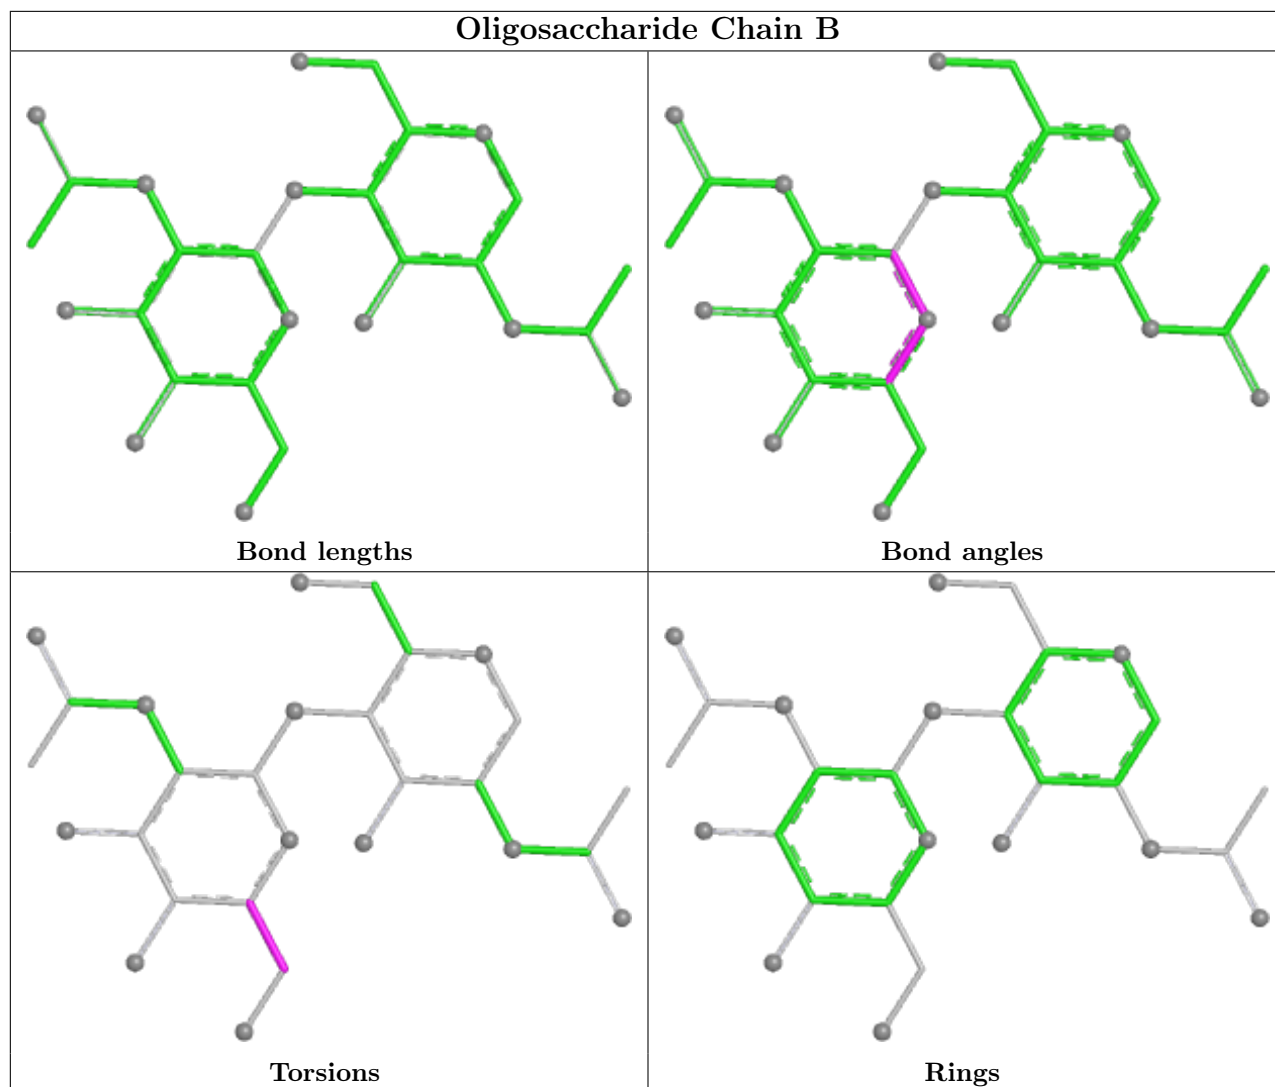 Oligosaccharide Chain B
Bond lengths
Bond angles
Torsions
Rings